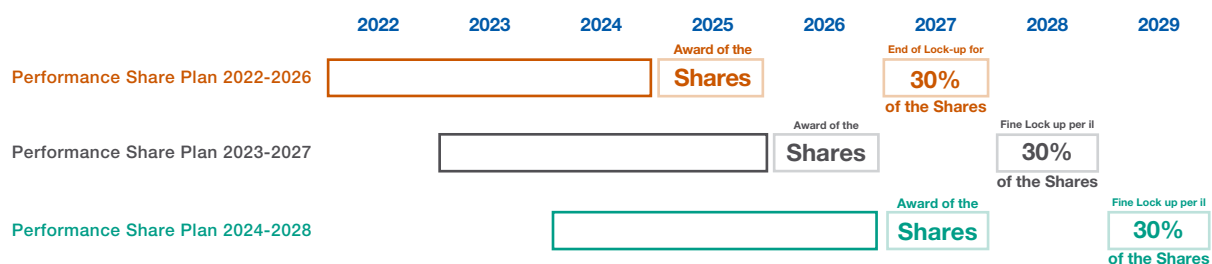 2022 2023 2024 2025 2026 2027 2028 2029
Award of the End of Lock-up for
Performance Share Plan 2022-2026 Shares 30%
of the Shares
Award of the Fine Lock up per il
Performance Share Plan 2023-2027 Shares 30%
of the Shares
Award of the Fine Lock up per il
Performance Share Plan 2024-2028 Shares 30%
of the Shares